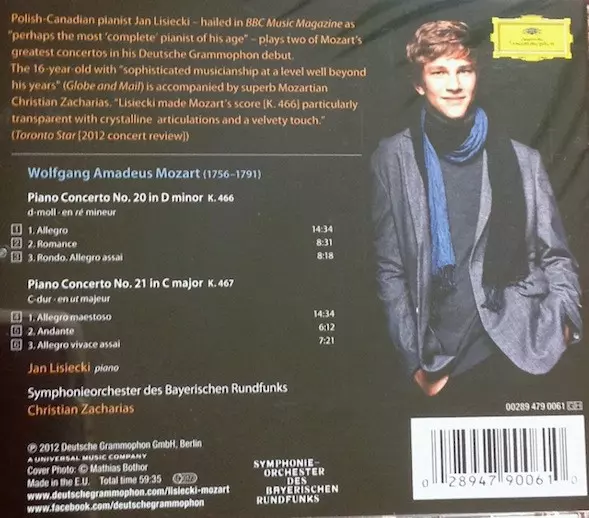 Polish-Canadian pianist Jan Lisiecki – hailed in BBC Music Magazine as
"perhaps the most 'complete' pianist of his age" – plays two of Mozart's
greatest concertos in his Deutsche Grammophon debut.
The 16-year-old with "sophisticated musicianship at a level well beyond
his years" (Globe and Mail) is accompanied by superb Mozartian
Christian Zacharias. "Lisiecki made Mozart's score [K. 466] particularly
transparent with crystalline articulations and a velvety touch."
(Toronto Star [2012 concert review])
Deutsche
Grammophon
Wolfgang Amadeus Mozart (1756–1791)
Piano Concerto No. 20 in D minor K. 466
d-moll · en ré mineur
1 1. Allegro 14:34
2 2. Romance 8:31
3 3. Rondo. Allegro assai 8:18
Piano Concerto No. 21 in C major K. 467
C-dur · en ut majeur
4 1. Allegro maestoso 14:34
5 2. Andante 6:12
6 3. Allegro vivace assai 7:21
Jan Lisiecki piano
Symphonieorchester des Bayerischen Rundfunks
Christian Zacharias
00289 479 0061 GH
℗ 2012 Deutsche Grammophon GmbH, Berlin
A UNIVERSAL MUSIC COMPANY
Cover Photo: © Mathias Bothor
Made in the E.U. Total time 59:35
www.deutschegrammophon.com/lisiecki-mozart
www.facebook.com/deutschegrammophon
SYMPHONIE-
ORCHESTER
DES
BAYERISCHEN
RUNDFUNKS
0 28947 90061